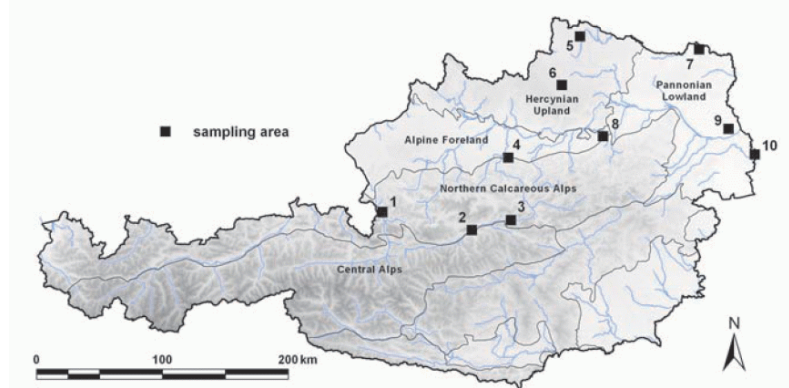 5
7
6
Pannonian
Lowland
Hercynian
Upland
9
8
sampling area
Alpine Foreland
4
10
Northern Calcareous Alps
1
2
3
Central Alps
N
0 100 200 km